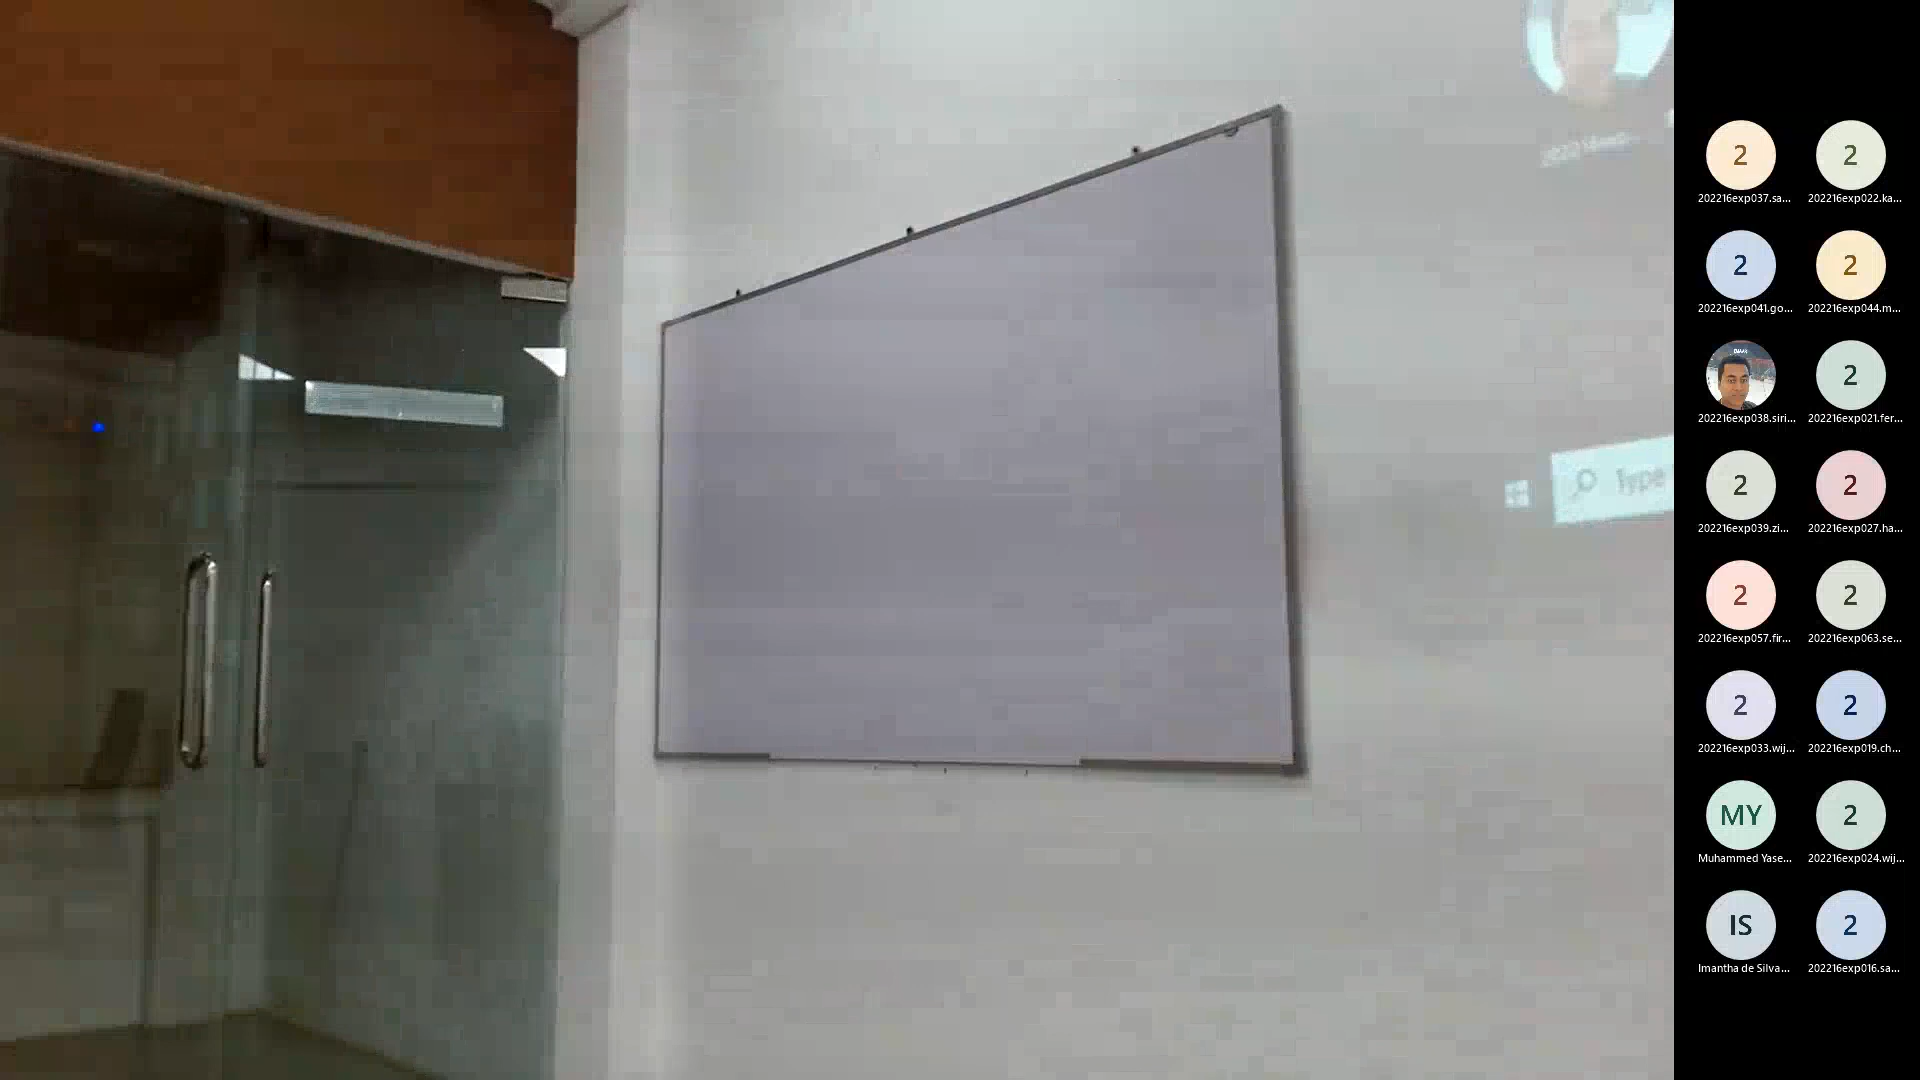 Type
2 2
202216exp037.sa... 202216exp022.ka...
2 2
202216exp041.go... 202216exp044.m...
202216exp038.siri... 2
202216exp021.fer...
2 2
202216exp039.zi... 202216exp027.ha...
2 2
202216exp057.fir... 202216exp063.se...
2 2
202216exp033.wij... 202216exp019.ch...
MY 2
Muhammed Yase... 202216exp024.wij...
IS 2
Imantha de Silva... 202216exp016.sa...